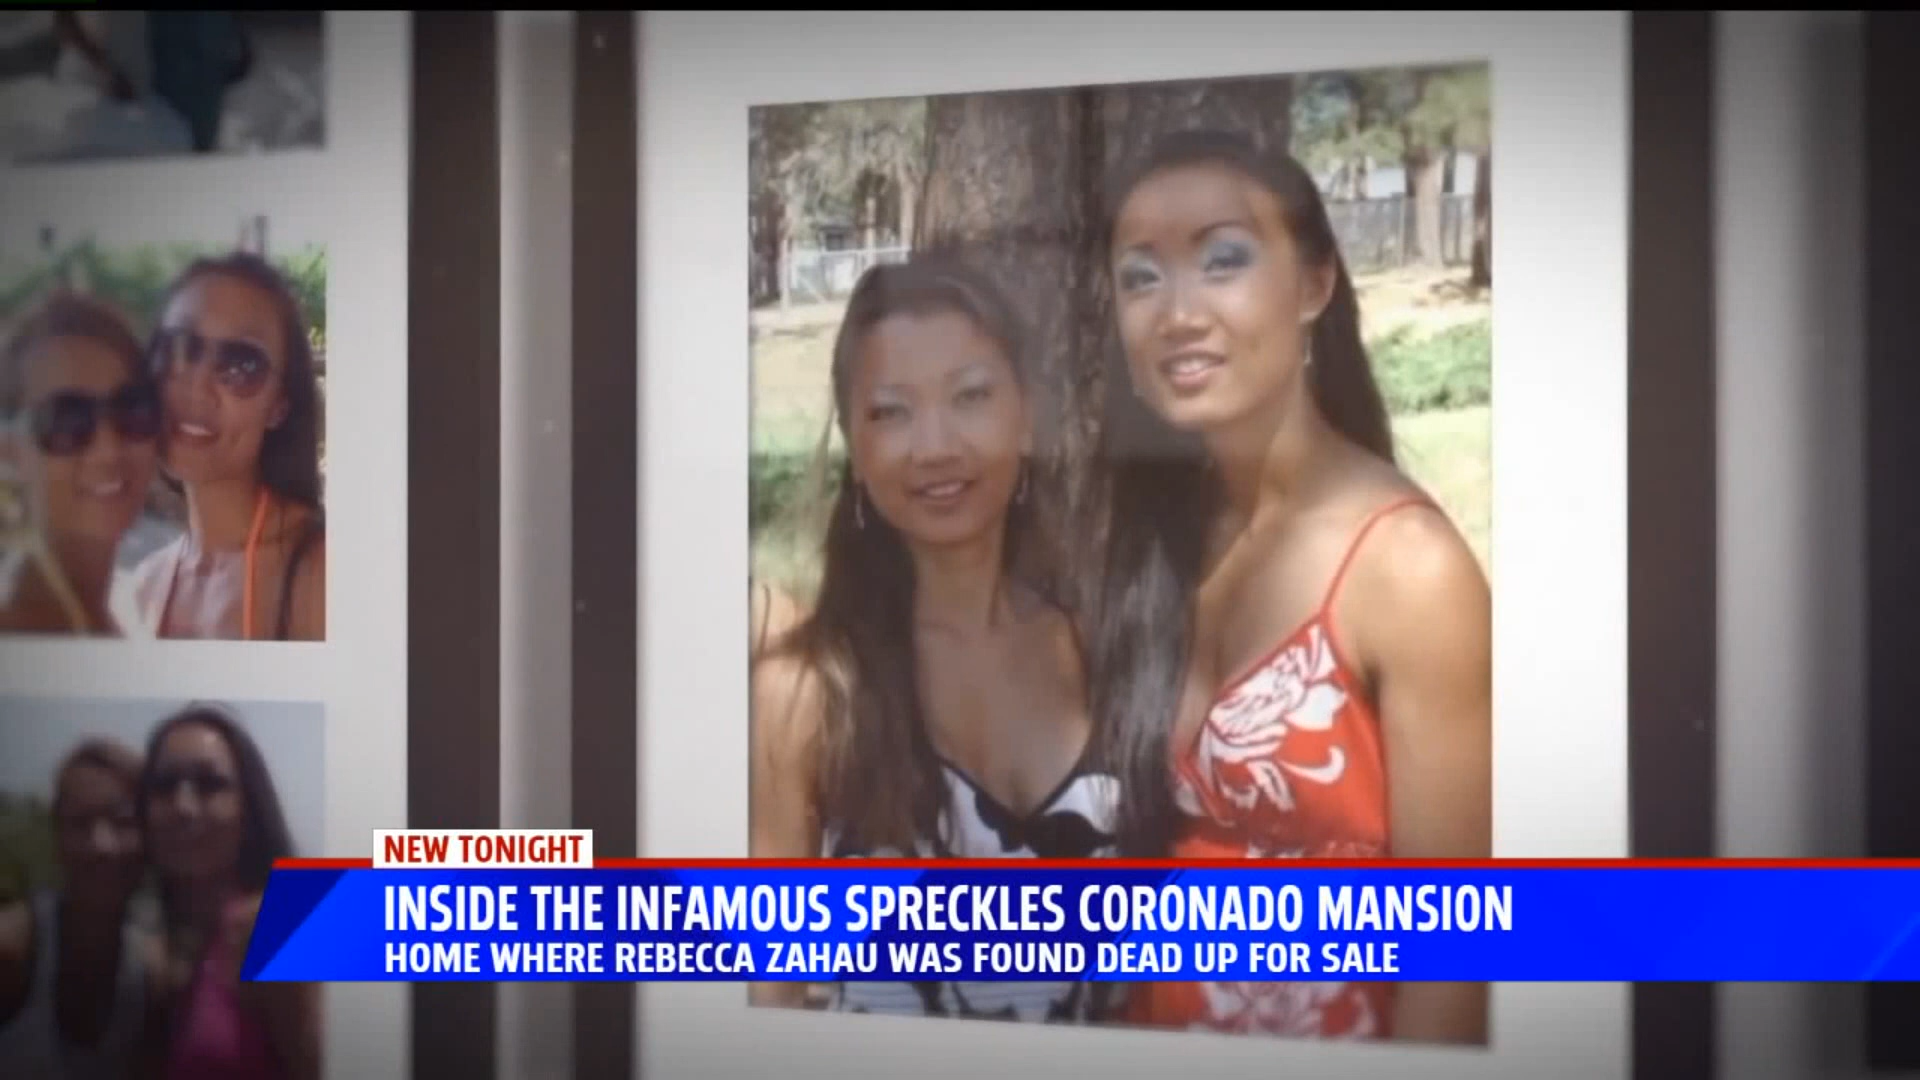 NEW TONIGHT
INSIDE THE INFAMOUS SPRECKLES CORONADO MANSION
HOME WHERE REBECCA ZAHAU WAS FOUND DEAD UP FOR SALE